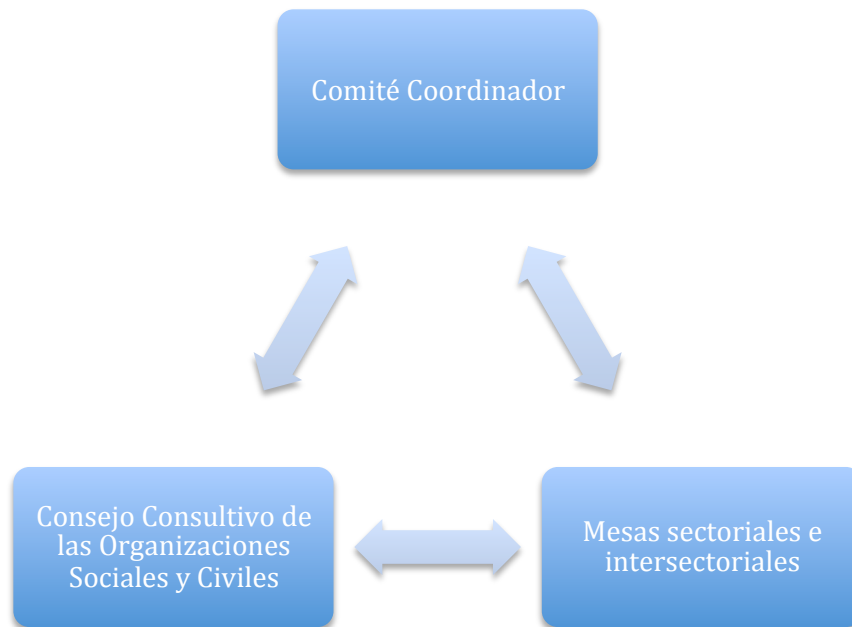 Comité Coordinador
Consejo Consultivo de
las Organizaciones
Sociales y Civiles
Mesas sectoriales e
intersectoriales